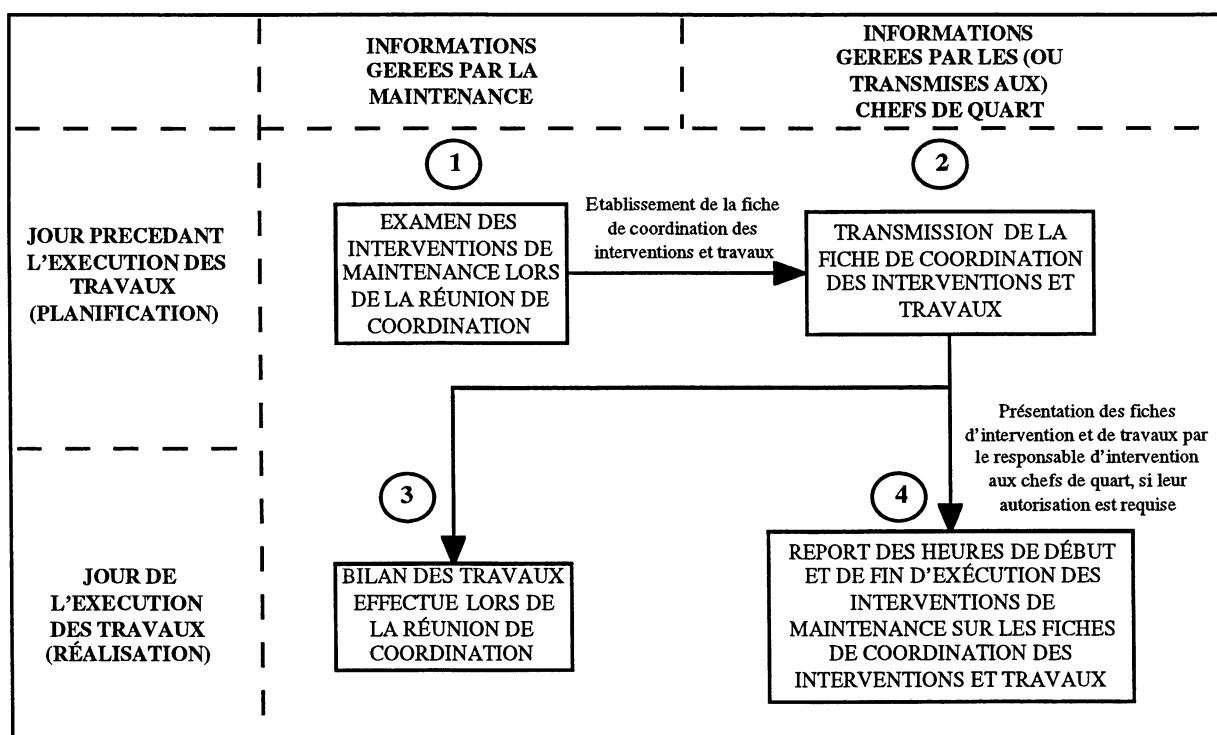 INFORMATIONS
GEREES PAR LA
MAINTENANCE
INFORMATIONS
GEREES PAR LES (OU
TRANSMISES AUX)
CHEFS DE QUART
JOUR PRECEDANT
L'EXECUTION DES
TRAVAUX
(PLANIFICATION)
1
EXAMEN DES
INTERVENTIONS DE
MAINTENANCE LORS
DE LA RÉUNION DE
COORDINATION
Etablissement de la fiche
de coordination des
interventions et travaux
2
TRANSMISSION DE LA
FICHE DE COORDINATION
DES INTERVENTIONS ET
TRAVAUX
Présentation des fiches
d'intervention et de travaux par
le responsable d'intervention
aux chefs de quart, si leur
autorisation est requise
JOUR DE
L'EXECUTION
DES TRAVAUX
(RÉALISATION)
3
BILAN DES TRAVAUX
EFFECTUE LORS DE
LA RÉUNION DE
COORDINATION
4
REPORT DES HEURES DE DÉBUT
ET DE FIN D'EXÉCUTION DES
INTERVENTIONS DE
MAINTENANCE SUR LES FICHES
DE COORDINATION DES
INTERVENTIONS ET TRAVAUX